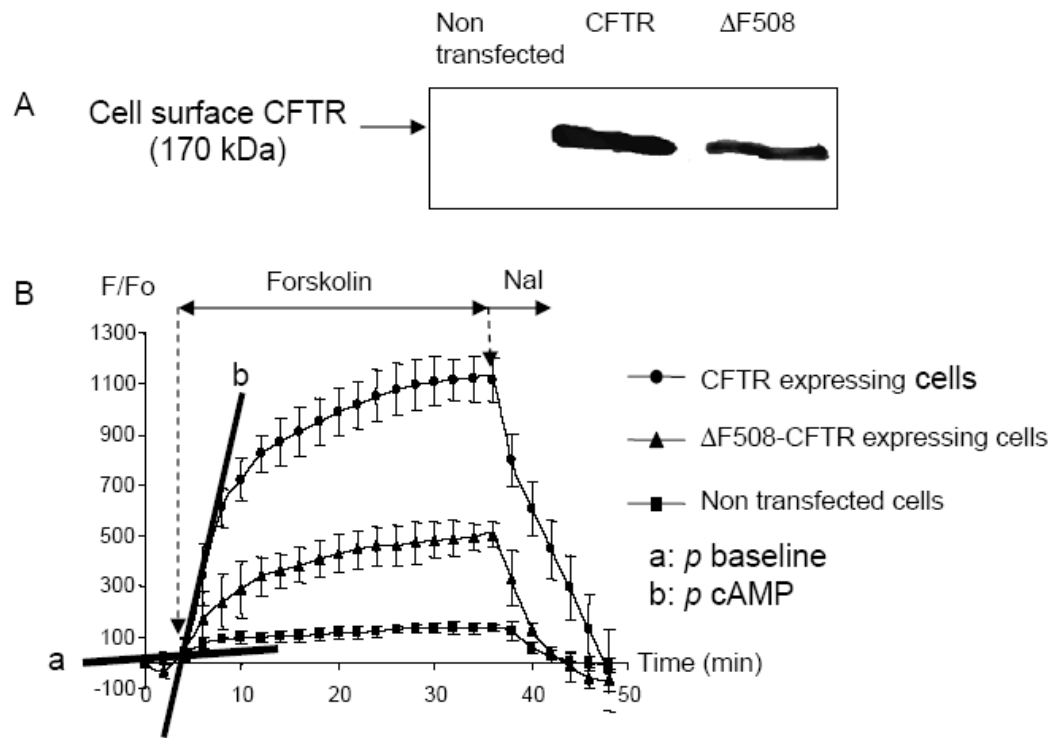 Non
transfected
CFTR
ΔF508
A
Cell surface CFTR
(170 kDa)
B
F/Fo
Forskolin
NaI
1300
1100
900
700
500
300
100
-100
b
a
0
10
20
30
40
50
Time (min)
CFTR expressing cells
ΔF508-CFTR expressing cells
Non transfected cells
a: p baseline
b: p cAMP